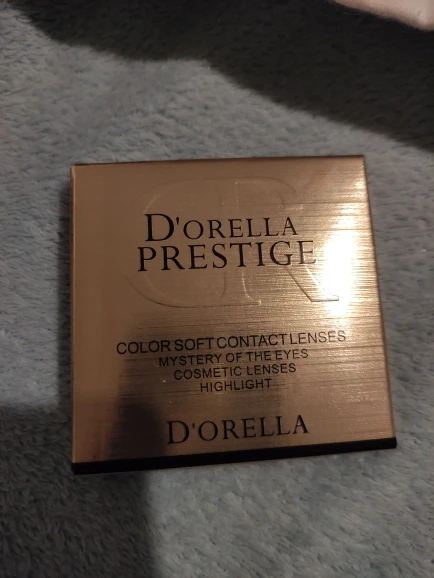 D'ORELLA
PRESTIGE
COLOR SOFT CONTACT LENSES
MYSTERY OF THE EYES
COSMETIC LENSES
HIGHLIGHT
D'ORELLA